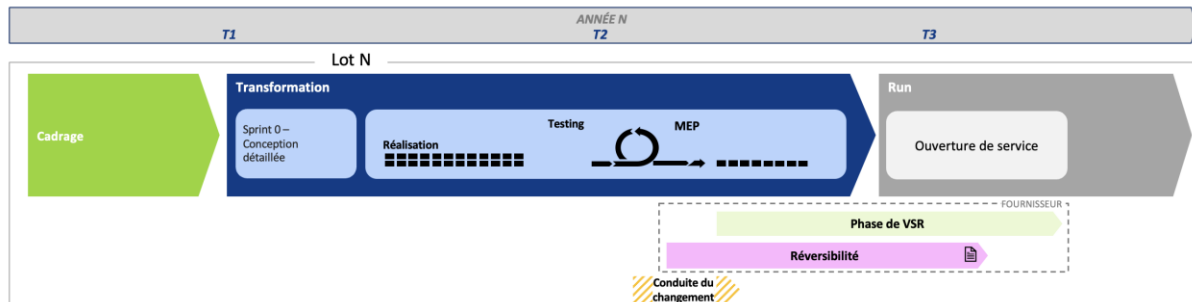 ANNÉE N
T1
T2
T3
Lot N
Cadrage
Transformation
Sprint 0 –
Conception
détaillée
Réalisation
Testing
MEP
Run
Ouverture de service
FOURNISSEUR
Phase de VSR
Réversibilité
Conduite du
changement